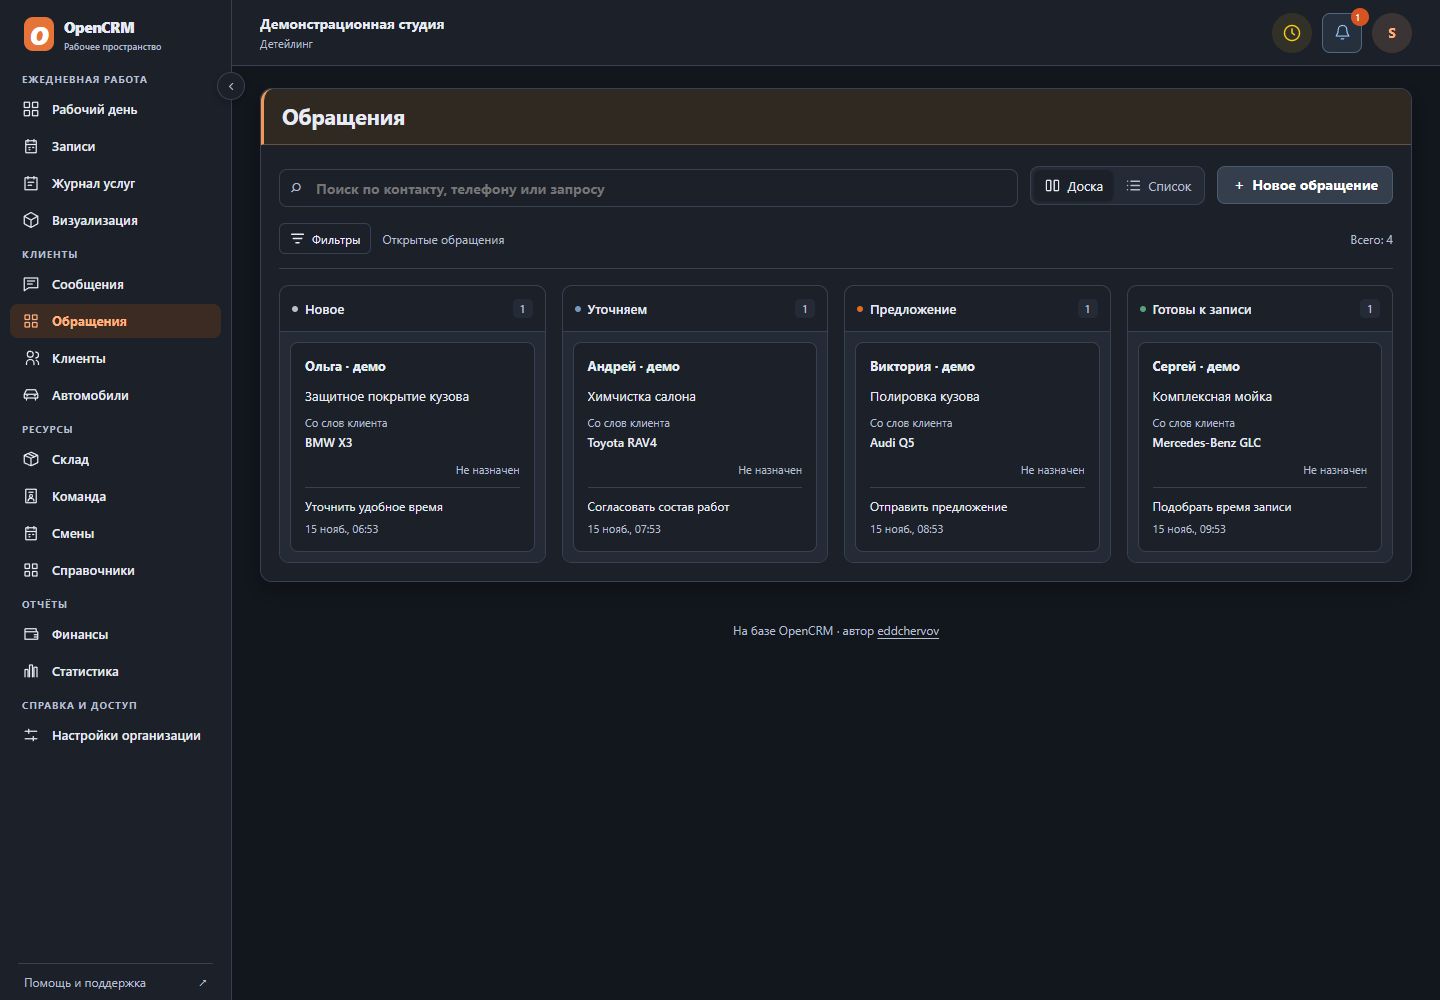 OpenCRM
Рабочее пространство
ЕЖЕДНЕВНАЯ РАБОТА
Рабочий день
Записи
Журнал услуг
Визуализация
КЛИЕНТЫ
Сообщения
Обращения
Клиенты
Автомобили
РЕСУРСЫ
Склад
Команда
Смены
Справочники
ОТЧЁТЫ
Финансы
Статистика
СПРАВКА И ДОСТУП
Настройки организации
Помощь и поддержка
Демонстрационная студия
Детейлинг
1
S
Обращения
Поиск по контакту, телефону или запросу
Доска
Список
+ Новое обращение
Фильтры
Открытые обращения
Всего: 4
Новое 1
Ольга · демо
Защитное покрытие кузова
Со слов клиента
BMW X3
Не назначен
Уточнить удобное время
15 нояб., 06:53
Уточняем 1
Андрей · демо
Химчистка салона
Со слов клиента
Toyota RAV4
Не назначен
Согласовать состав работ
15 нояб., 07:53
Предложение 1
Виктория · демо
Полировка кузова
Со слов клиента
Audi Q5
Не назначен
Отправить предложение
15 нояб., 08:53
Готовы к записи 1
Сергей · демо
Комплексная мойка
Со слов клиента
Mercedes-Benz GLC
Не назначен
Подобрать время записи
15 нояб., 09:53
На базе OpenCRM · автор eddchervov